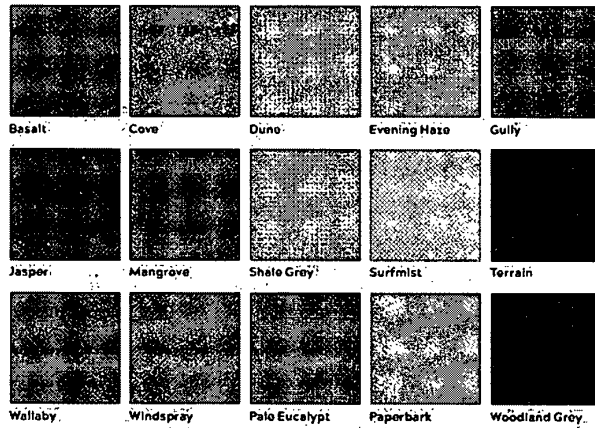 Basalt Cove Dune Evening Haze Gully
Jasper Mangrove Shale Grey Surfmist Terrain
Wallaby Windspray Pale Eucalypt Paperbark Woodland Grey